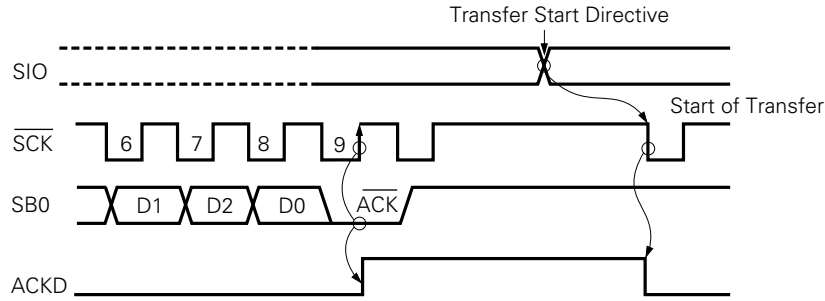 Transfer Start Directive
SIO
Start of Transfer
SCK 6 7 8 9
SB0 D1 D2 D0 ACK
ACKD